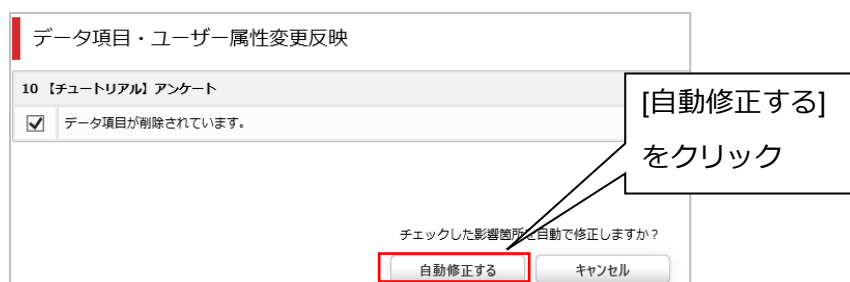 データ項目・ユーザー属性変更反映
10 【チュートリアル】アンケート
データ項目が削除されています。
[自動修正する]
をクリック
チェックした影響箇所を自動で修正しますか？
自動修正する
キャンセル